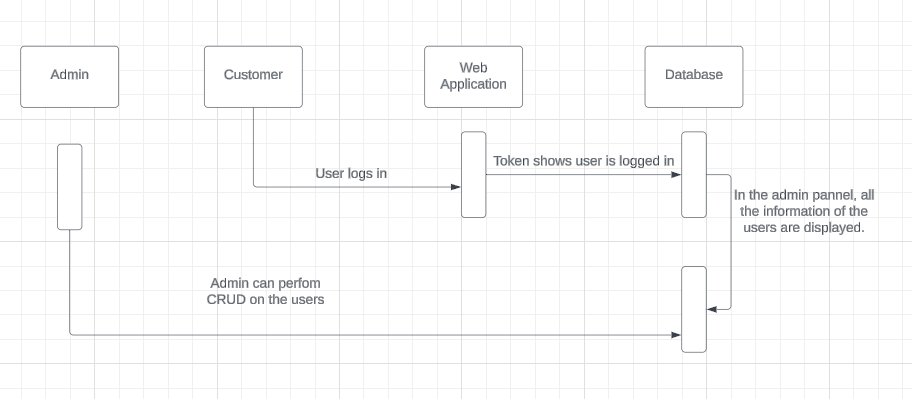 Admin
Customer
Web
Application
Database
User logs in
Token shows user is logged in
In the admin pannel, all
the information of the
users are displayed.
Admin can perfom
CRUD on the users